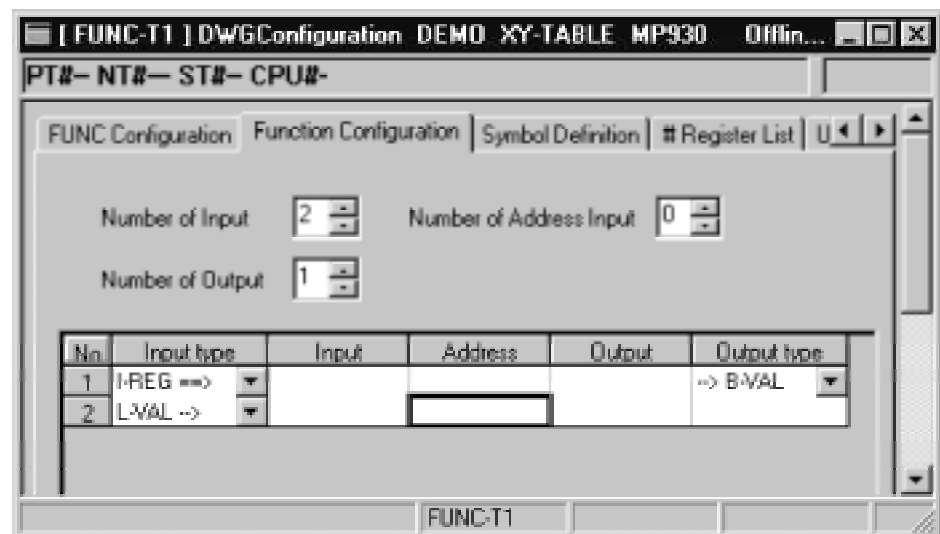 [ FUNC-T1 ] DWGConfiguration DEMO XY-TABLE MP930 Offlin...
PT#– NT#— ST#– CPU#-
FUNC Configuration Function Configuration Symbol Definition # Register List U
Number of Input 2 Number of Address Input 0
Number of Output 1
No. Input type Input Address Output Output type
1 I-REG ==> --> B-VAL
2 L-VAL -->
FUNC-T1